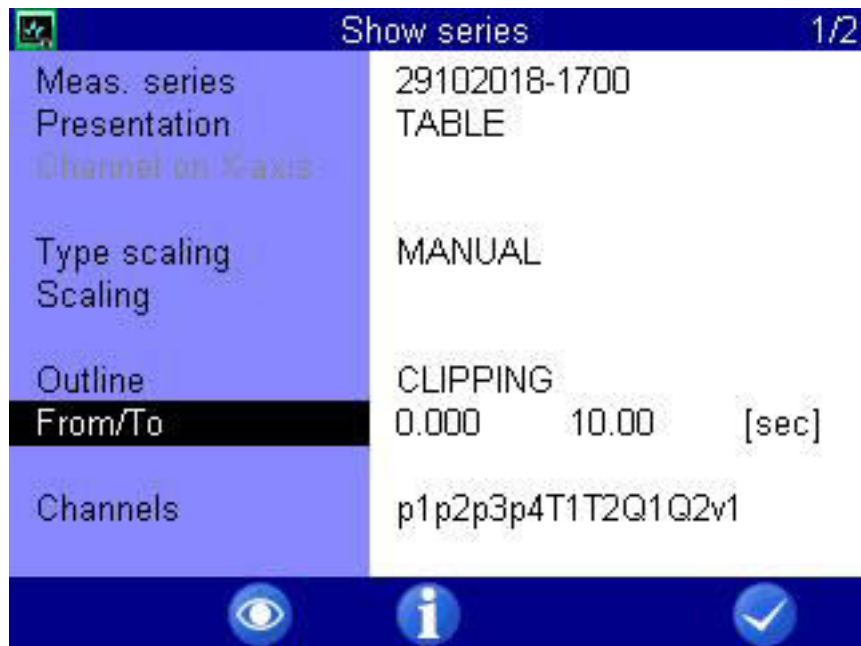 Show series 1/2
Meas. series 29102018-1700
Presentation TABLE
Channel on X-axis
Type scaling MANUAL
Scaling
Outline CLIPPING
From/To 0.000 10.00 [sec]
Channels p1p2p3p4T1T2Q1Q2v1